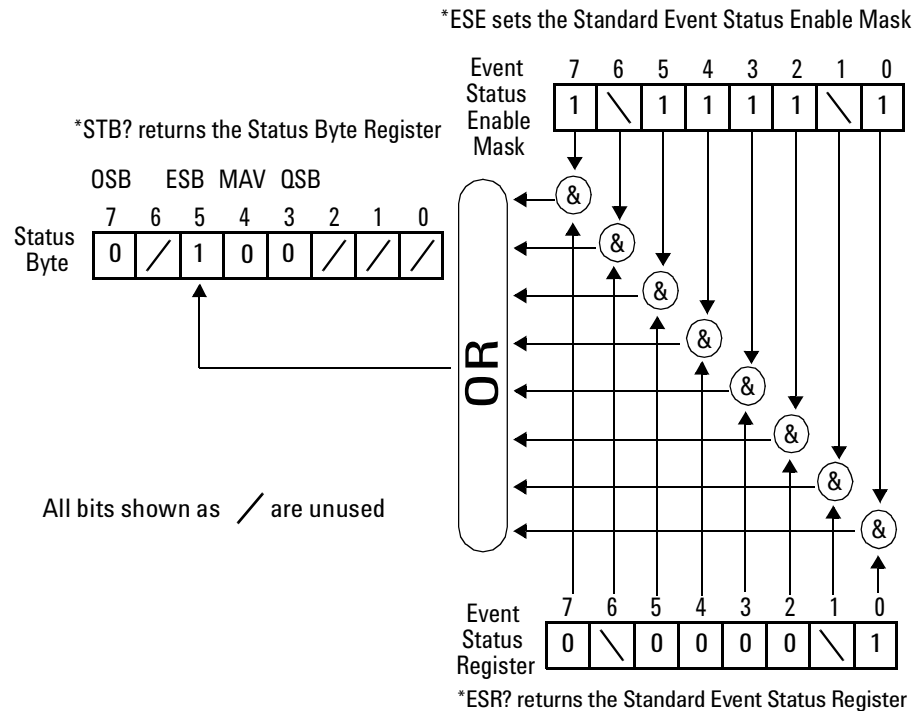 *ESE sets the Standard Event Status Enable Mask
Event Status Enable Mask
7 6 5 4 3 2 1 0
1 \ 1 1 1 1 \ 1
*STB? returns the Status Byte Register
OSB ESB MAV QSB
7 6 5 4 3 2 1 0
Status Byte
0 / 1 0 0 / / /
&
&
&
&
&
&
&
&
OR
All bits shown as / are unused
7 6 5 4 3 2 1 0
Event Status Register
0 \ 0 0 0 0 \ 1
*ESR? returns the Standard Event Status Register